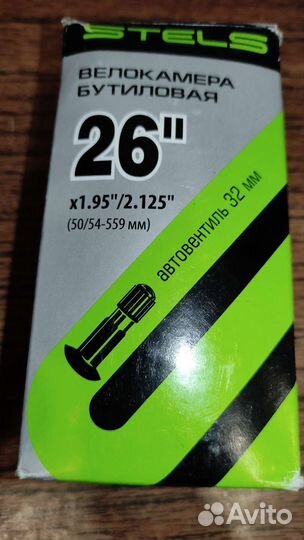 STELS
ВЕЛОКАМЕРА
БУТИЛОВАЯ
26"
x1.95"/2.125"
(50/54-559 мм)
автовентиль 32 мм
Avito